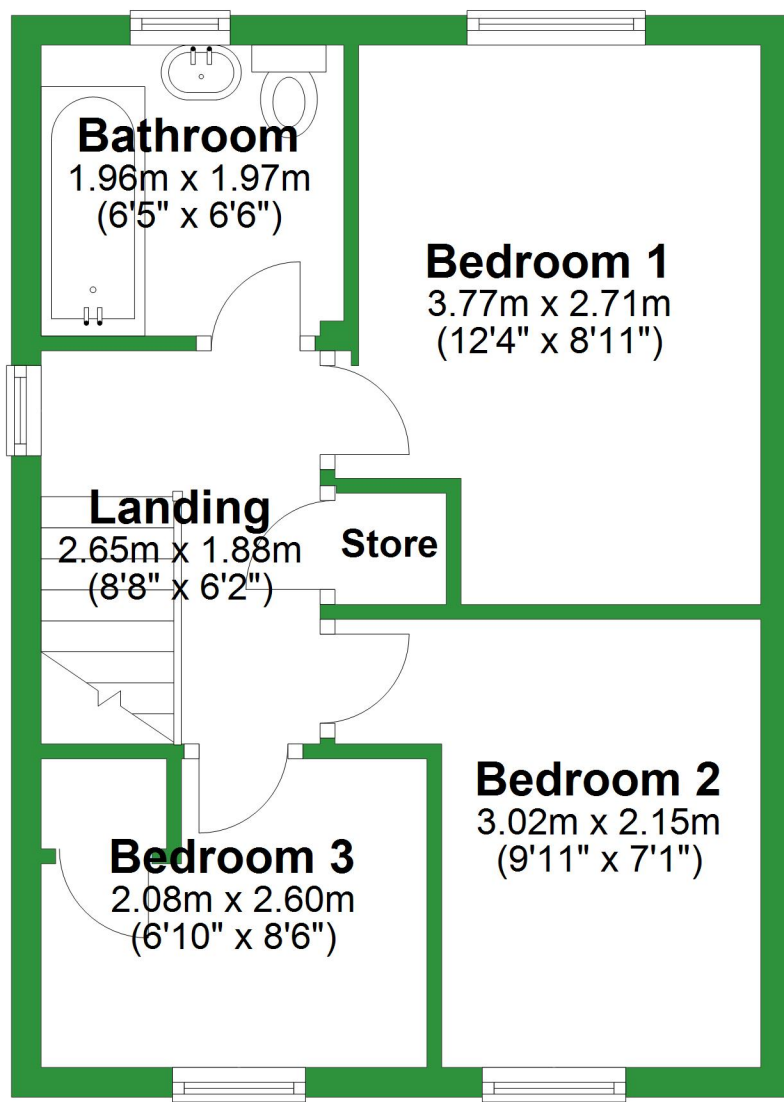 Bathroom
1.96m x 1.97m
(6'5" x 6'6")
Bedroom 1
3.77m x 2.71m
(12'4" x 8'11")
Landing
2.65m x 1.88m
(8'8" x 6'2")
Store
Bedroom 2
3.02m x 2.15m
(9'11" x 7'1")
Bedroom 3
2.08m x 2.60m
(6'10" x 8'6")